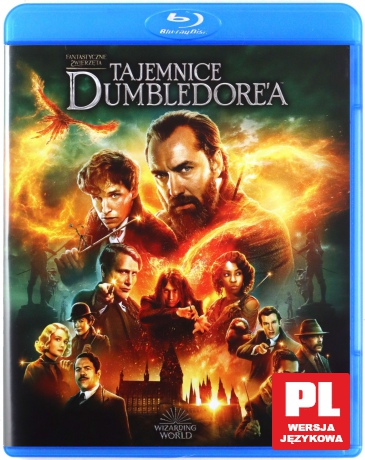 Blu-ray Disc
FANTASTYCZNE
ZWIERZĘTA
TAJEMNICE
DUMBLEDORE'A
WIZARDING
WORLD
PL
WERSJA
JĘZYKOWA